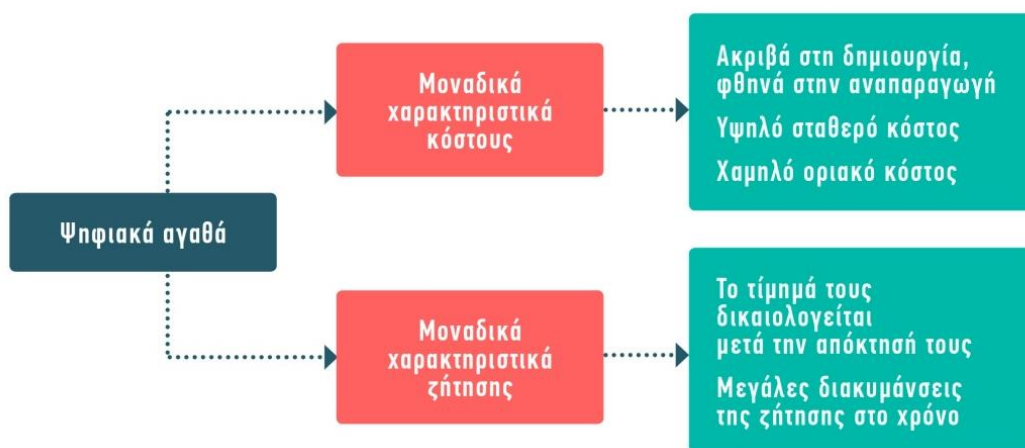 Ψηφιακά αγαθά
Μοναδικά
χαρακτηριστικά
κόστους
Ακριβά στη δημιουργία,
φθηνά στην αναπαραγωγή
Υψηλό σταθερό κόστος
Χαμηλό οριακό κόστος
Μοναδικά
χαρακτηριστικά
ζήτησης
Το τίμημά τους
δικαιολογείται
μετά την απόκτησή τους
Μεγάλες διακυμάνσεις
της ζήτησης στο χρόνο